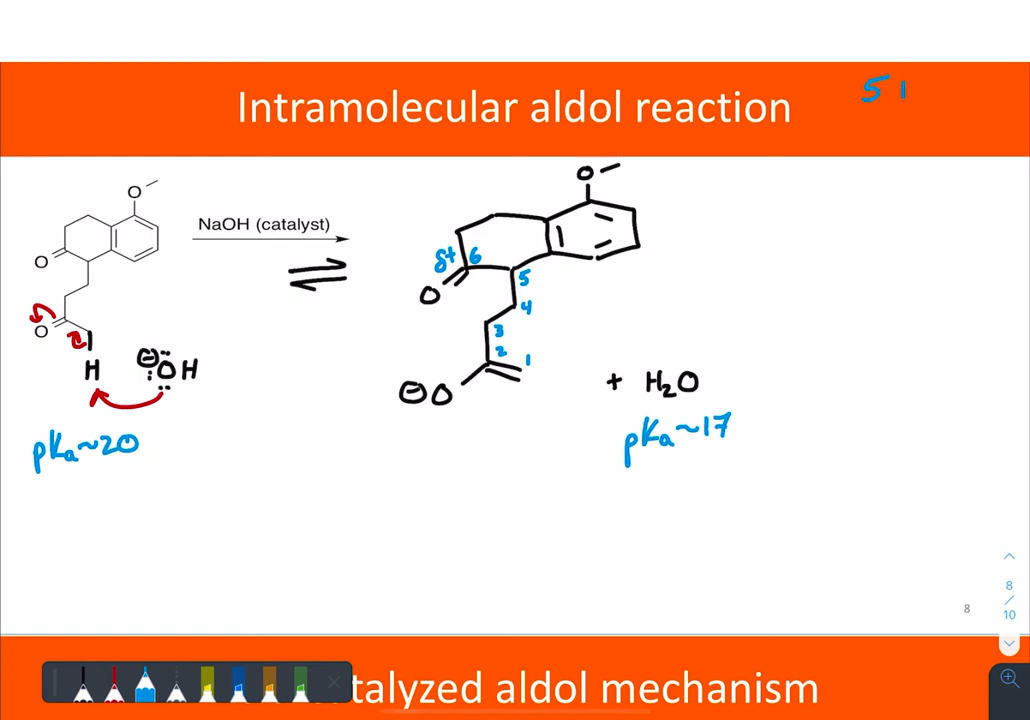 5 1
Intramolecular aldol reaction
O
O
NaOH (catalyst)
δ+ 6
O
O
5
4
O
3
2
1
H
⊖ OH
⊖O
+ H₂O
pKa~20
pKa~17
8
/
10
8
talyzed aldol mechanism